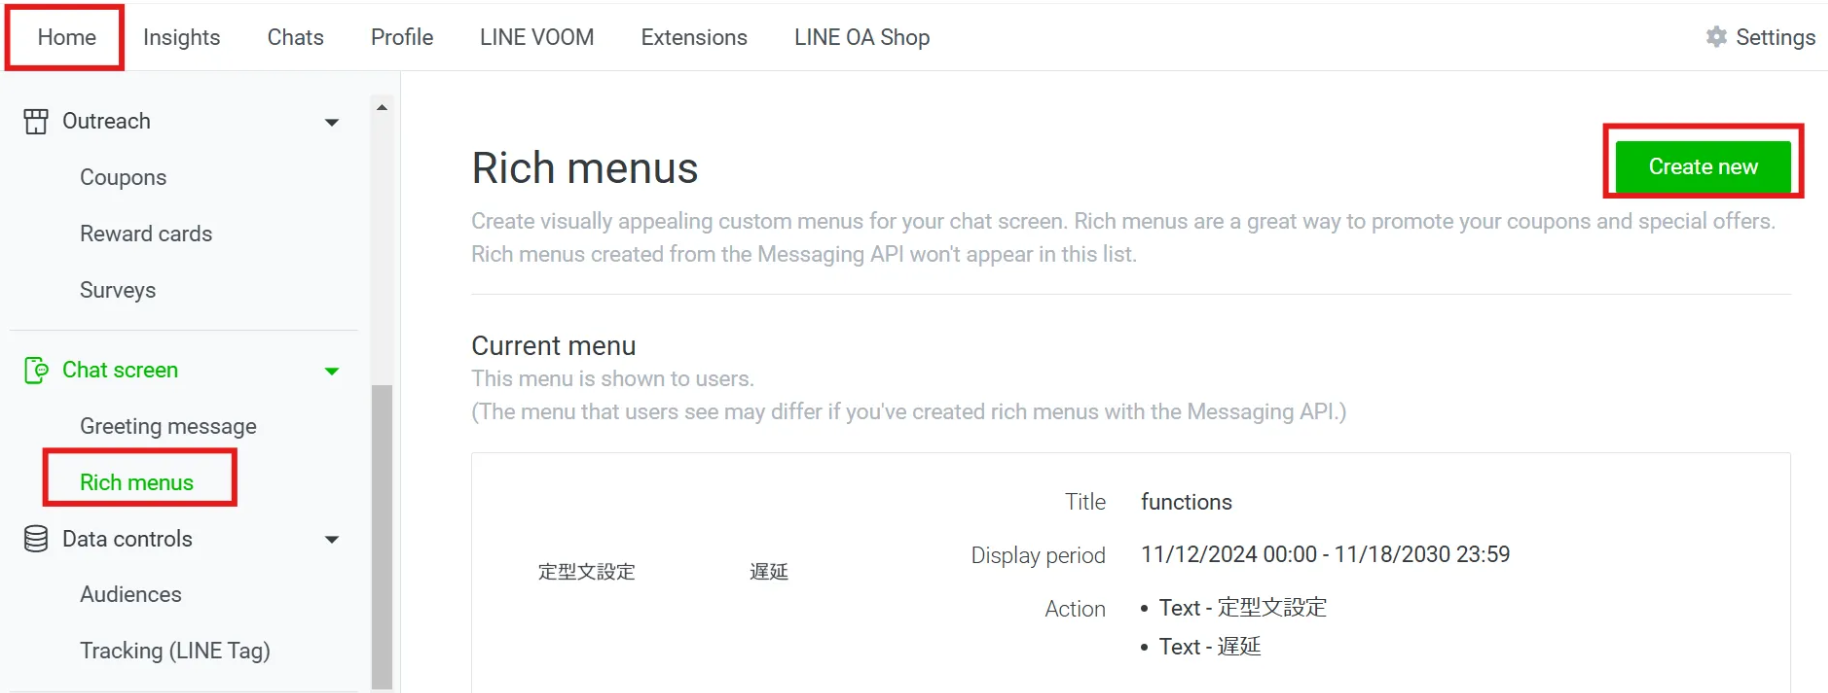 Home Insights Chats Profile LINE VOOM Extensions LINE OA Shop Settings
Outreach
Coupons
Reward cards
Surveys
Chat screen
Greeting message
Rich menus
Data controls
Audiences
Tracking (LINE Tag)
Rich menus
Create new
Create visually appealing custom menus for your chat screen. Rich menus are a great way to promote your coupons and special offers.
Rich menus created from the Messaging API won't appear in this list.
Current menu
This menu is shown to users.
(The menu that users see may differ if you've created rich menus with the Messaging API.)
定型文設定 遅延
Title functions
Display period 11/12/2024 00:00 - 11/18/2030 23:59
Action • Text - 定型文設定
• Text - 遅延